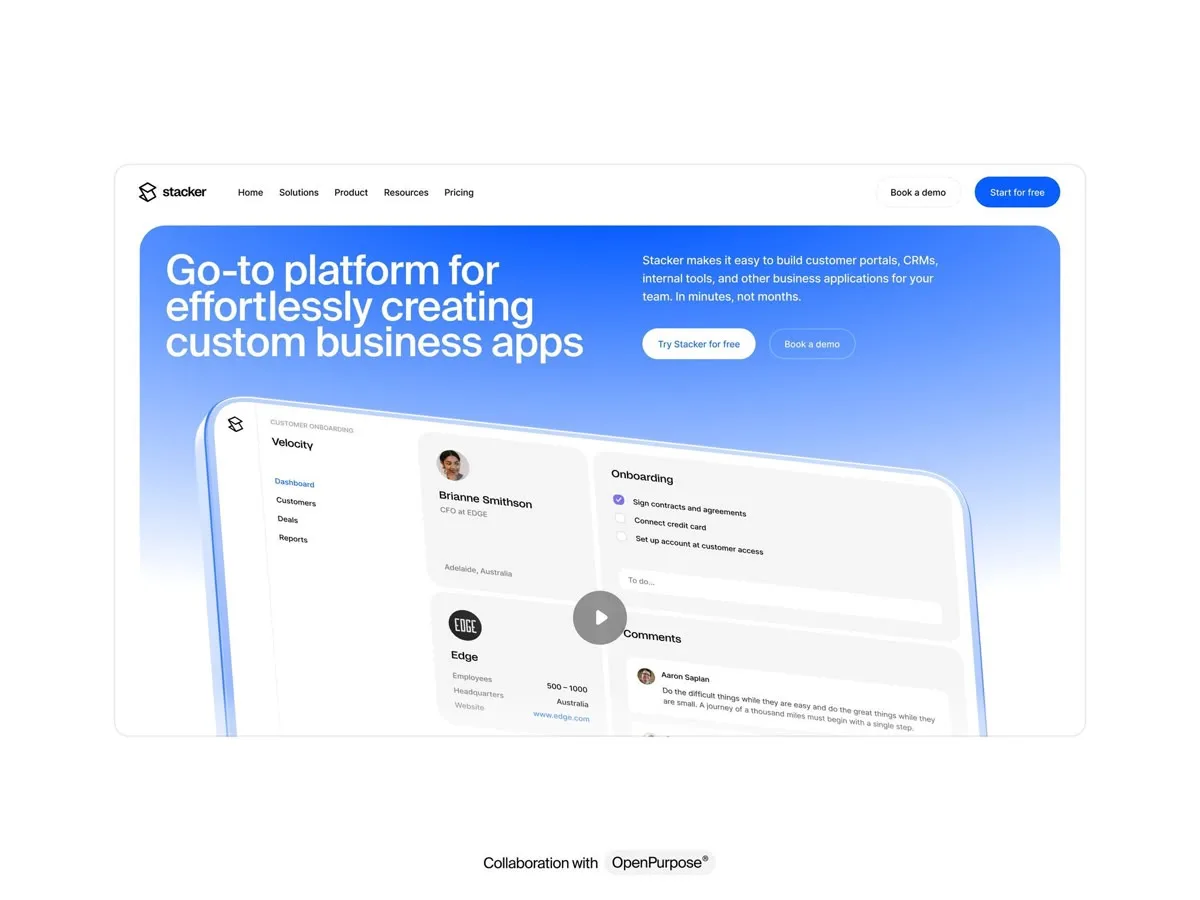 stacker
Home
Solutions
Product
Resources
Pricing
Book a demo
Start for free
Go-to platform for
effortlessly creating
custom business apps
Stacker makes it easy to build customer portals, CRMs,
internal tools, and other business applications for your
team. In minutes, not months.
Try Stacker for free
Book a demo
CUSTOMER ONBOARDING
Velocity
Dashboard
Customers
Deals
Reports
Brianne Smithson
CFO at EDGE
Adelaide, Australia
EDGE
Edge
Employees
500 – 1000
Headquarters
Australia
Website
www.edge.com
Onboarding
Sign contracts and agreements
Connect credit card
Set up account at customer access
To do...
Comments
Aaron Saplan
Do the difficult things while they are easy and do the great things while they
are small. A journey of a thousand miles must begin with a single step.
Collaboration with OpenPurpose®